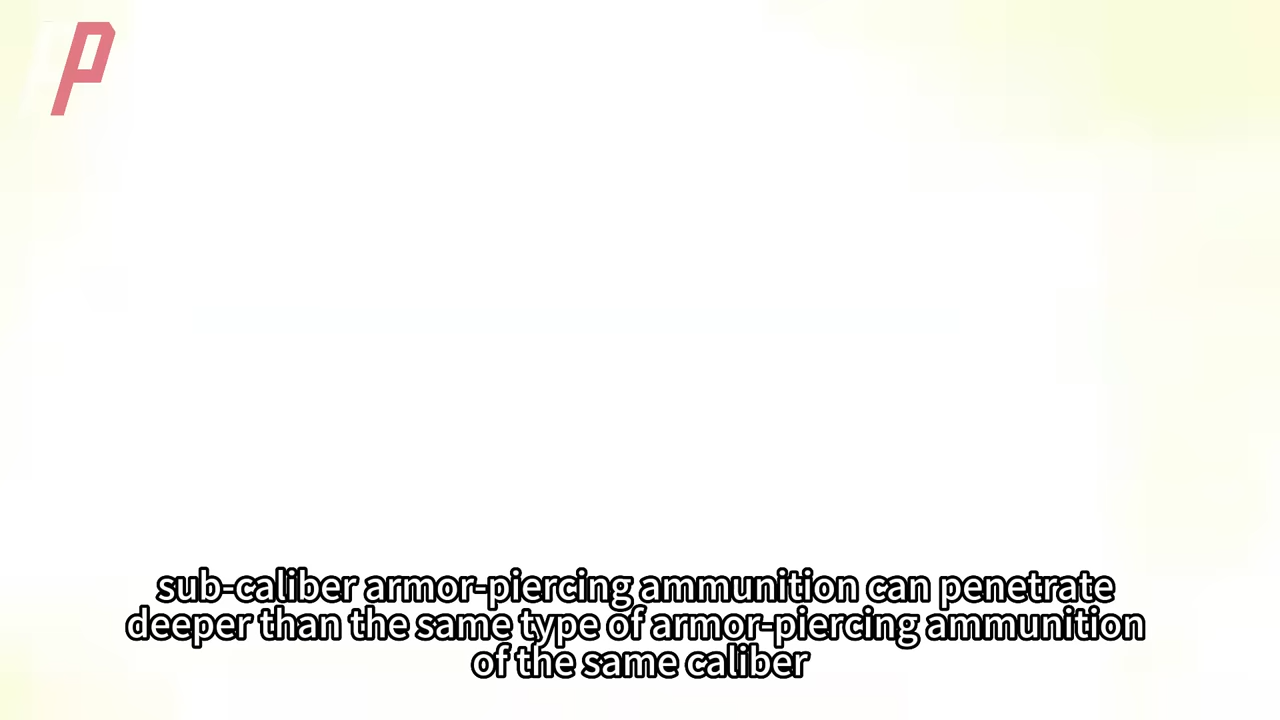 P
sub-caliber armor-piercing ammunition can penetrate
deeper than the same type of armor-piercing ammunition
of the same caliber